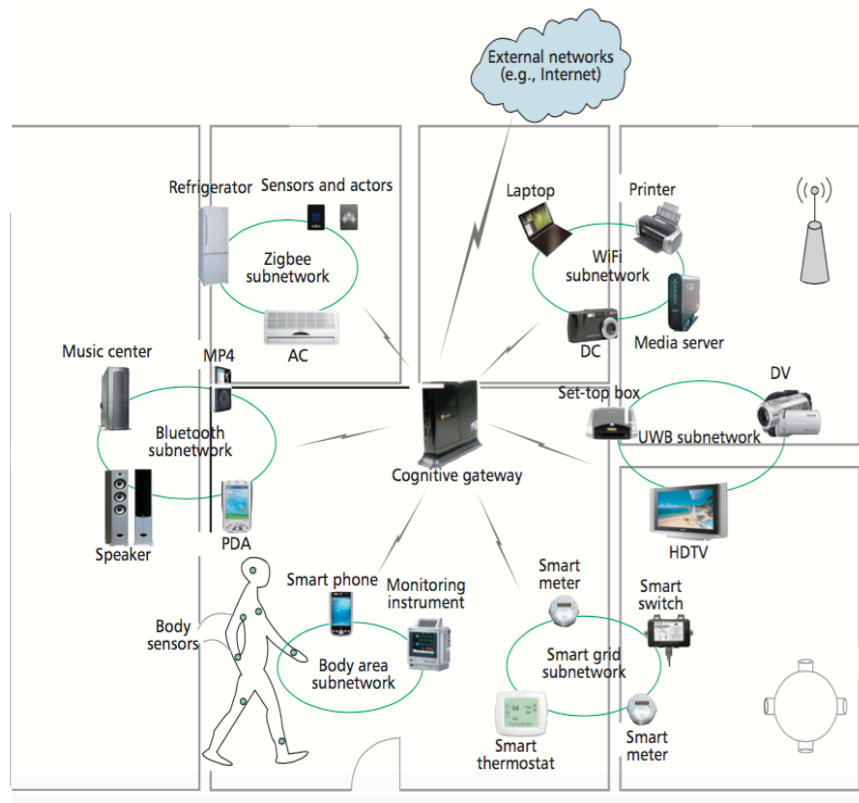 External networks
(e.g., Internet)
Refrigerator
Sensors and actors
Zigbee
subnetwork
AC
Laptop
Printer
WiFi
subnetwork
DC
Media server
Music center
MP4
Bluetooth
subnetwork
Speaker
PDA
Cognitive gateway
Set-top box
DV
UWB subnetwork
HDTV
Body
sensors
Smart phone
Monitoring
instrument
Body area
subnetwork
Smart
meter
Smart
switch
Smart grid
subnetwork
Smart
thermostat
Smart
meter